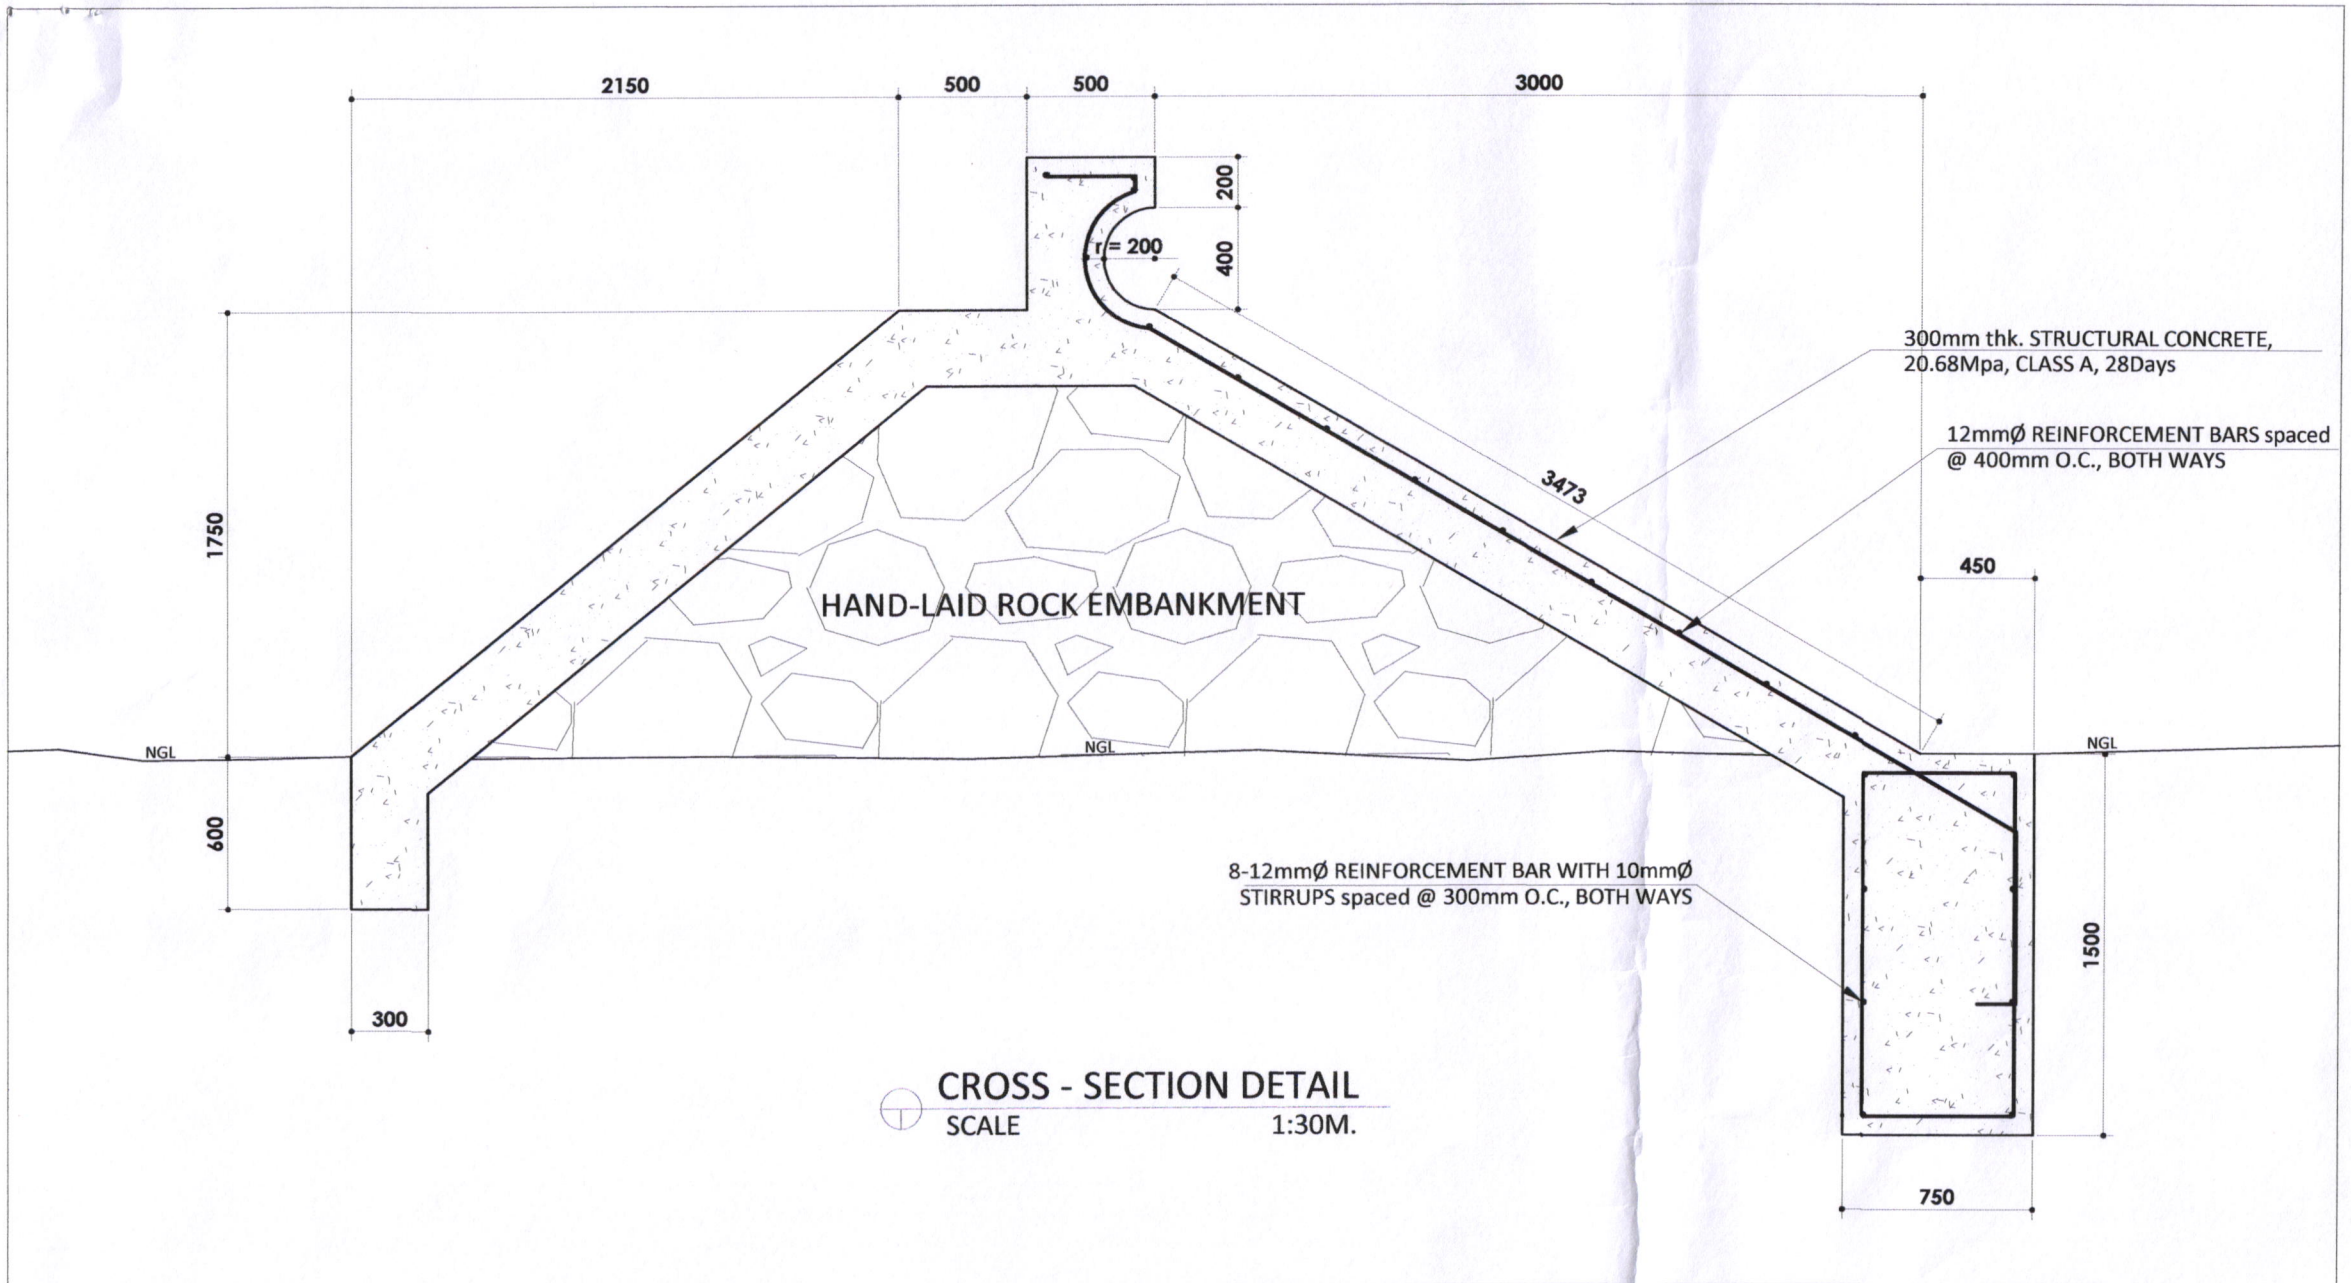 2150
500
500
3000
200
r = 200
400
300mm thk. STRUCTURAL CONCRETE,
20.68Mpa, CLASS A, 28Days
12mmØ REINFORCEMENT BARS spaced
@ 400mm O.C., BOTH WAYS
3473
1750
450
HAND-LAID ROCK EMBANKMENT
NGL
NGL
NGL
600
8-12mmØ REINFORCEMENT BAR WITH 10mmØ
STIRRUPS spaced @ 300mm O.C., BOTH WAYS
1500
300
CROSS - SECTION DETAIL
SCALE 1:30M.
750